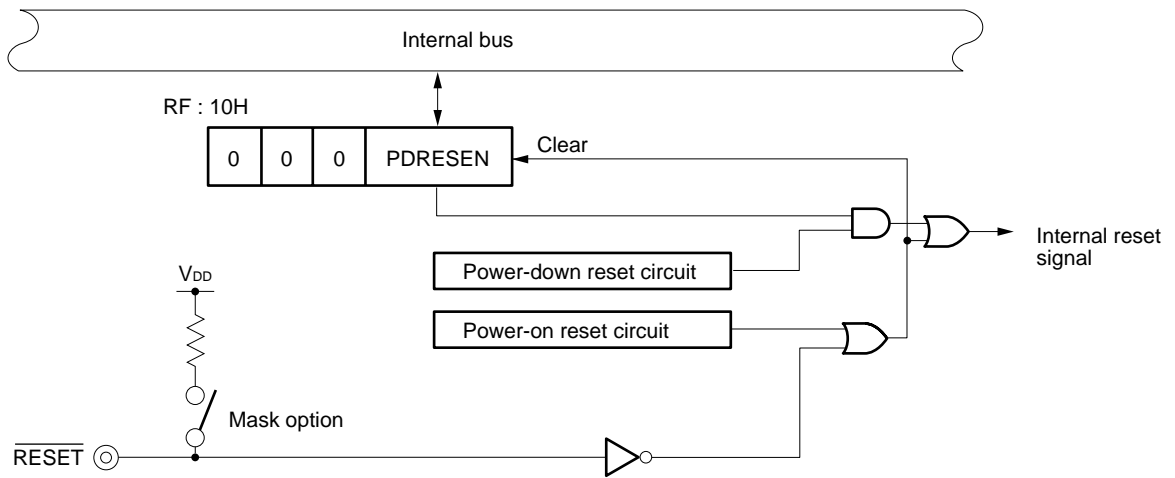 Internal bus
RF : 10H
0 0 0 PDRESEN
Clear
Internal reset
signal
Power-down reset circuit
VDD
Power-on reset circuit
Mask option
RESET